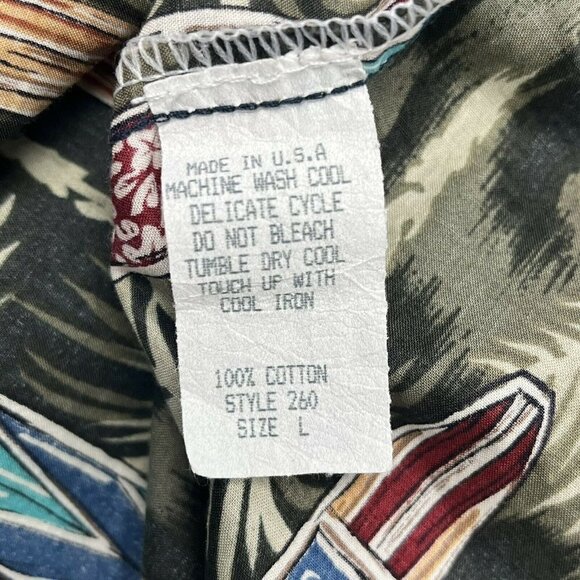 MADE IN U.S.A
MACHINE WASH COOL
DELICATE CYCLE
DO NOT BLEACH
TUMBLE DRY COOL
TOUCH UP WITH
COOL IRON
100% COTTON
STYLE 260
SIZE L